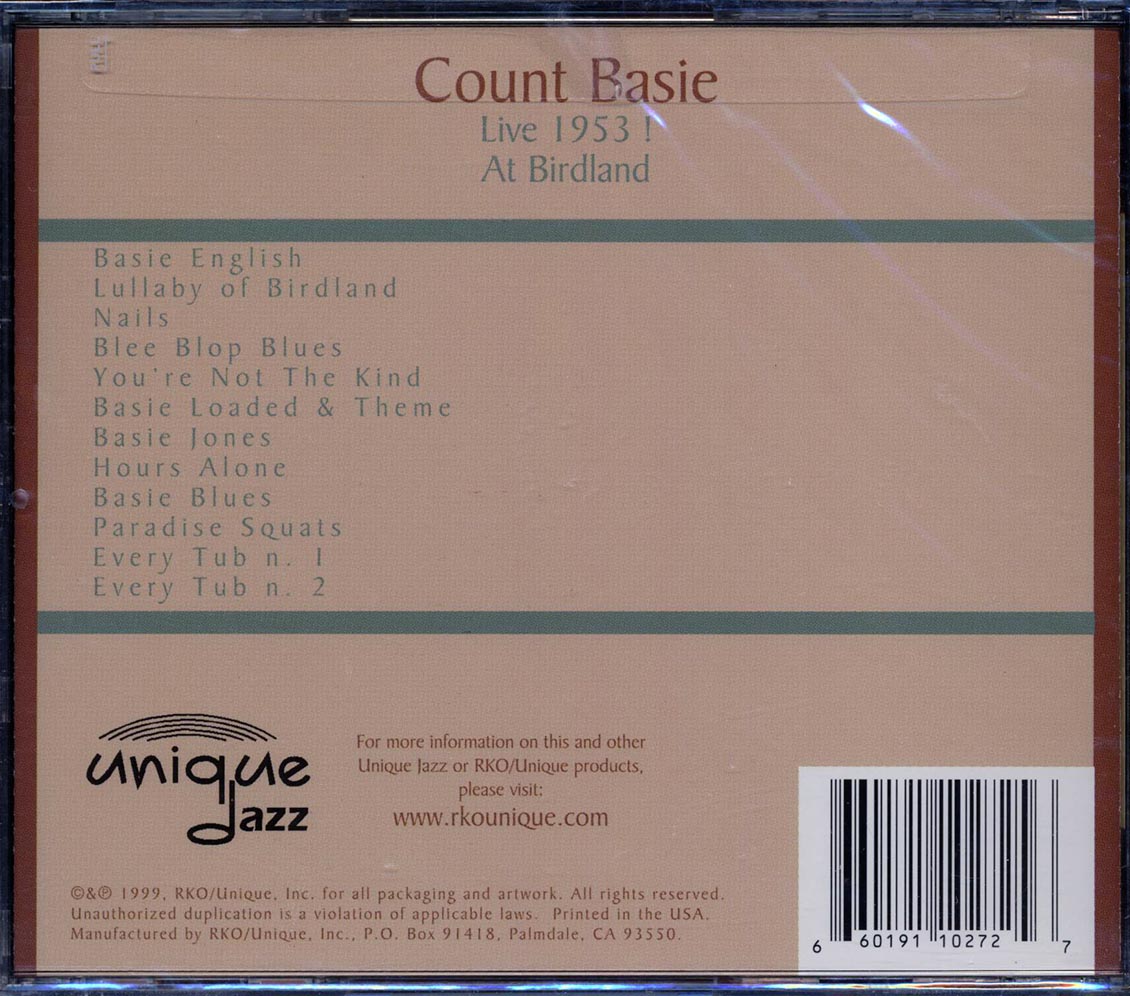 Count Basie
Live 1953 !
At Birdland
Basie English
Lullaby of Birdland
Nails
Blee Blop Blues
You're Not The Kind
Basie Loaded & Theme
Basie Jones
Hours Alone
Basie Blues
Paradise Squats
Every Tub n. 1
Every Tub n. 2
unique
Jazz
For more information on this and other
Unique Jazz or RKO/Unique products,
please visit:
www.rkounique.com
©&℗ 1999, RKO/Unique, Inc. for all packaging and artwork. All rights reserved.
Unauthorized duplication is a violation of applicable laws. Printed in the USA.
Manufactured by RKO/Unique, Inc., P.O. Box 91418, Palmdale, CA 93550.
6 60191 10272 7